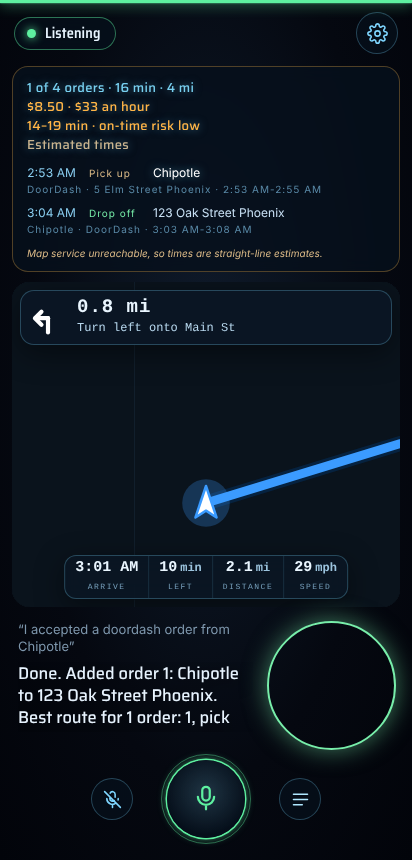 Listening
1 of 4 orders · 16 min · 4 mi
$8.50 · $33 an hour
14–19 min · on-time risk low
Estimated times
2:53 AM Pick up Chipotle
DoorDash · 5 Elm Street Phoenix · 2:53 AM-2:55 AM
3:04 AM Drop off 123 Oak Street Phoenix
Chipotle · DoorDash · 3:03 AM-3:08 AM
Map service unreachable, so times are straight-line estimates.
0.8 mi
Turn left onto Main St
3:01 AM 10 min 2.1 mi 29 mph
ARRIVE LEFT DISTANCE SPEED
“I accepted a doordash order from
Chipotle”
Done. Added order 1: Chipotle
to 123 Oak Street Phoenix.
Best route for 1 order: 1, pick